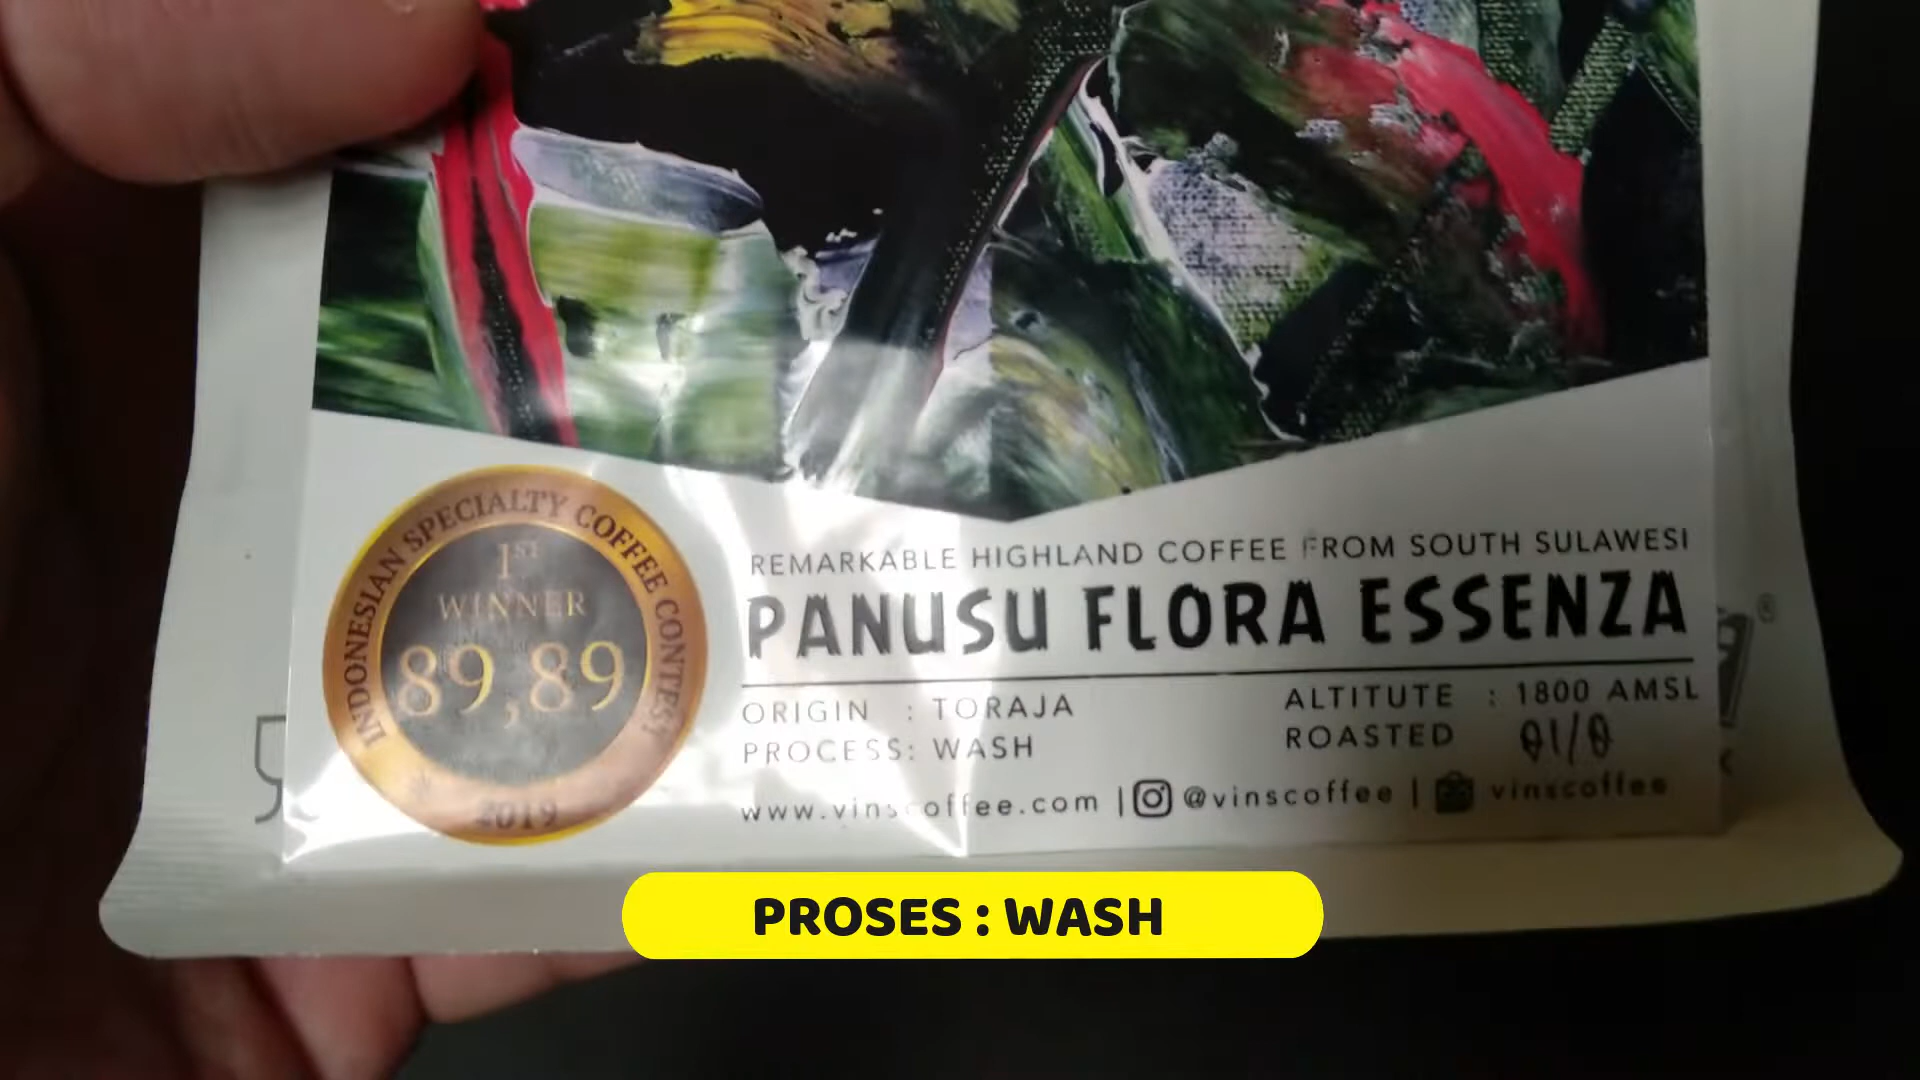 INDONESIAN SPECIALTY COFFEE CONTEST
1ST
WINNER
89,89
2019
REMARKABLE HIGHLAND COFFEE FROM SOUTH SULAWESI
PANUSU FLORA ESSENZA
ORIGIN : TORAJA
PROCESS: WASH
ALTITUTE : 1800 AMSL
ROASTED
www.vinscoffee.com | @vinscoffee | vinscoffee
PROSES : WASH